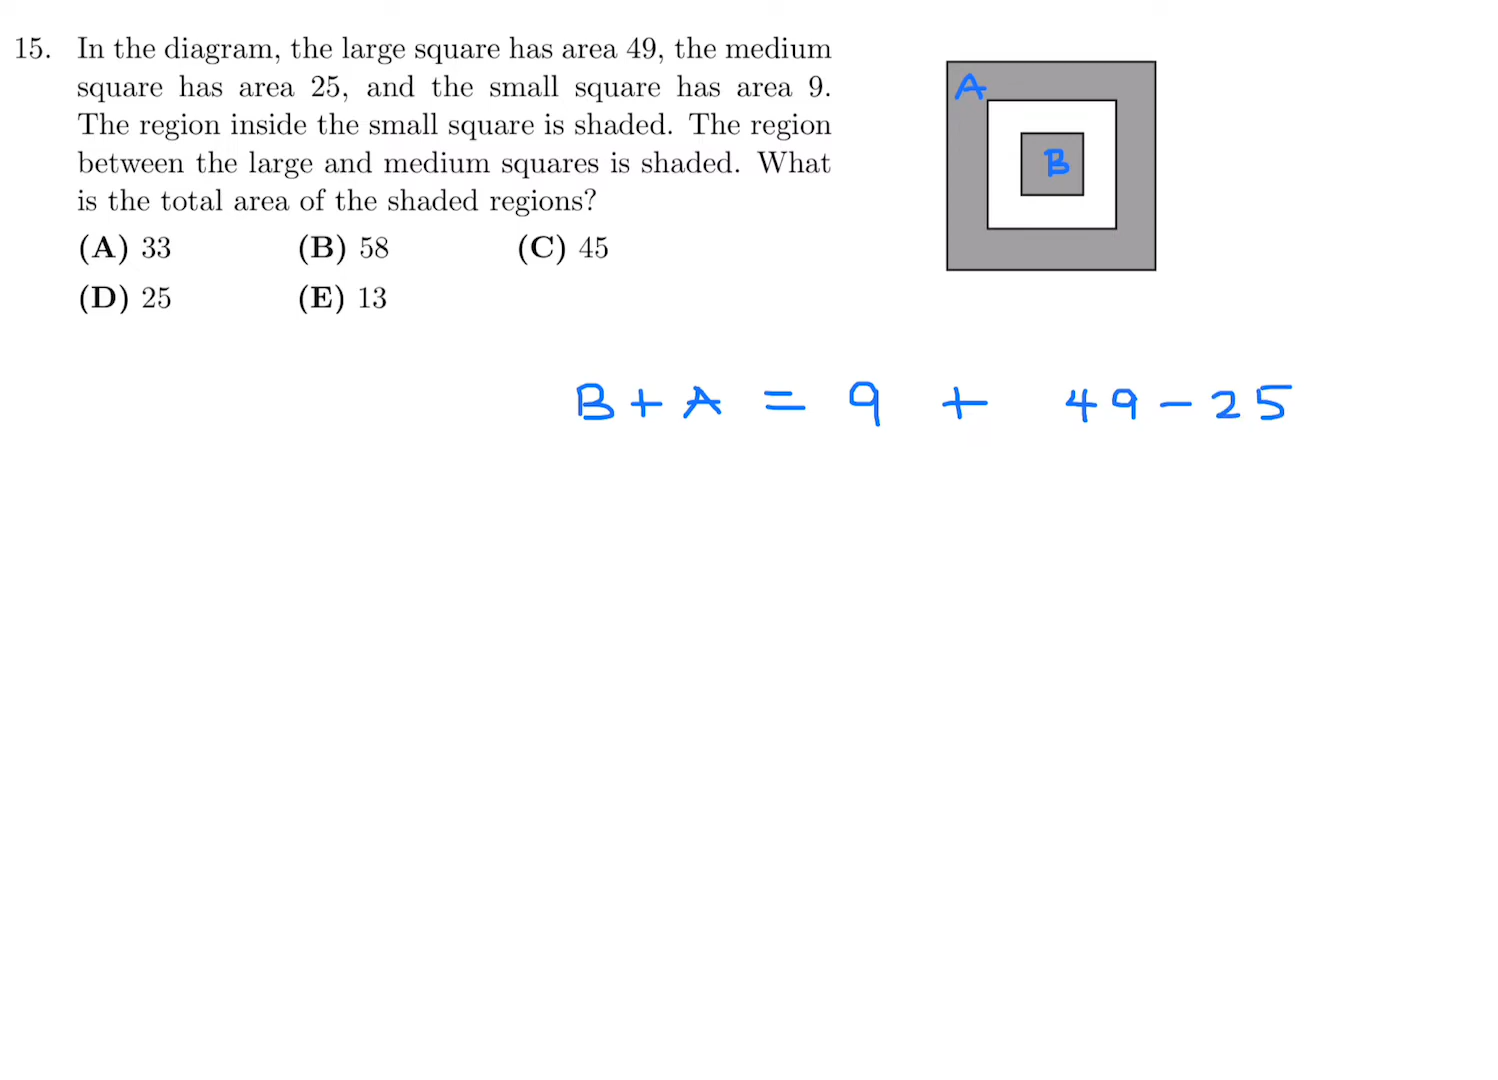 15. In the diagram, the large square has area 49, the medium
square has area 25, and the small square has area 9.
The region inside the small square is shaded. The region
between the large and medium squares is shaded. What
is the total area of the shaded regions?
(A) 33 (B) 58 (C) 45
(D) 25 (E) 13
A
B
B + A = 9 + 49 - 25